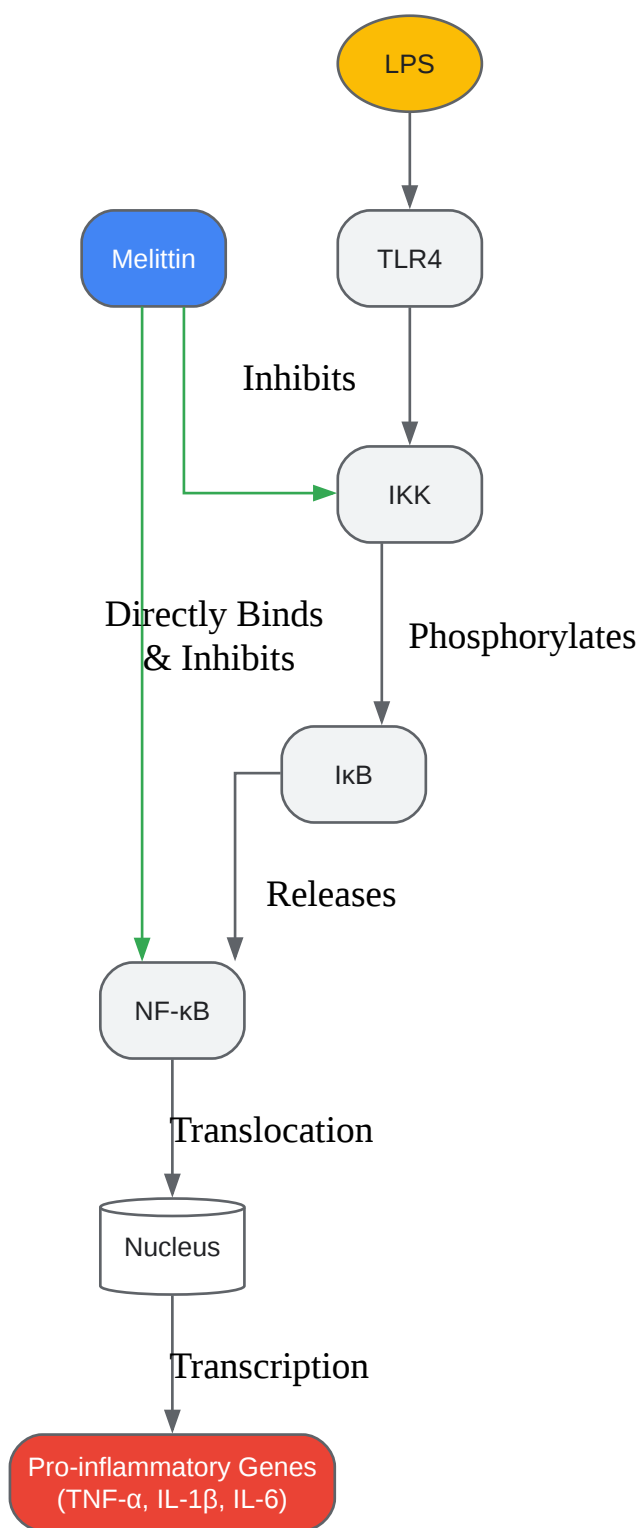 LPS
Melittin
TLR4
Inhibits
IKK
Directly Binds
& Inhibits
Phosphorylates
IκB
Releases
NF-κB
Translocation
Nucleus
Transcription
Pro-inflammatory Genes
(TNF-α, IL-1β, IL-6)